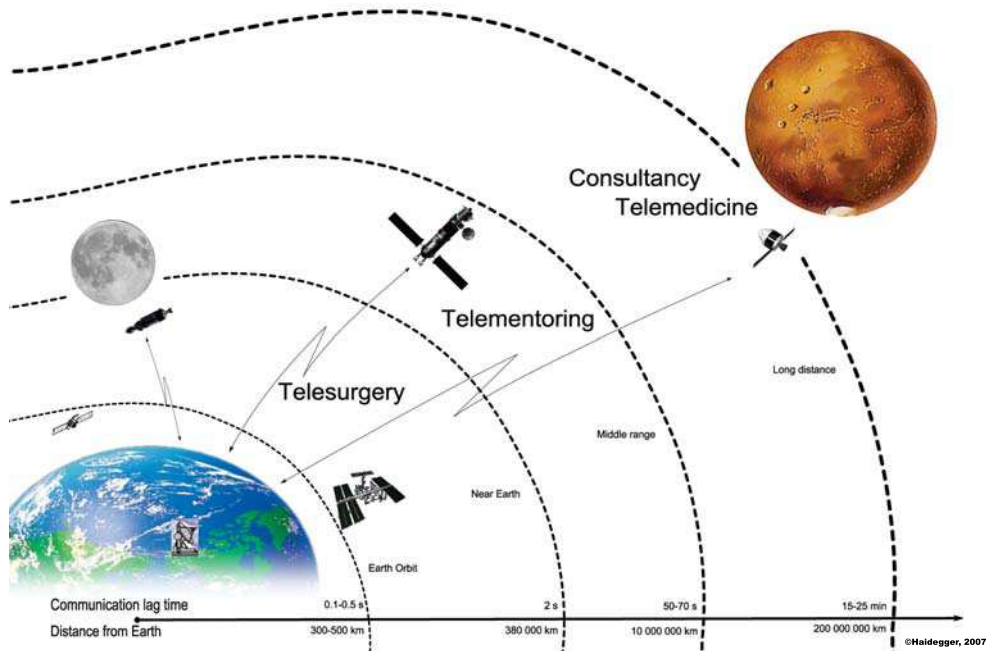 Consultancy
Telemedicine
Telementoring
Long distance
Telesurgery
Middle range
Near Earth
Earth Orbit
Communication lag time 0.1-0.5 s 2 s 50-70 s 15-25 min
Distance from Earth 300-500 km 380 000 km 10 000 000 km 200 000 000 km
©Haidegger, 2007